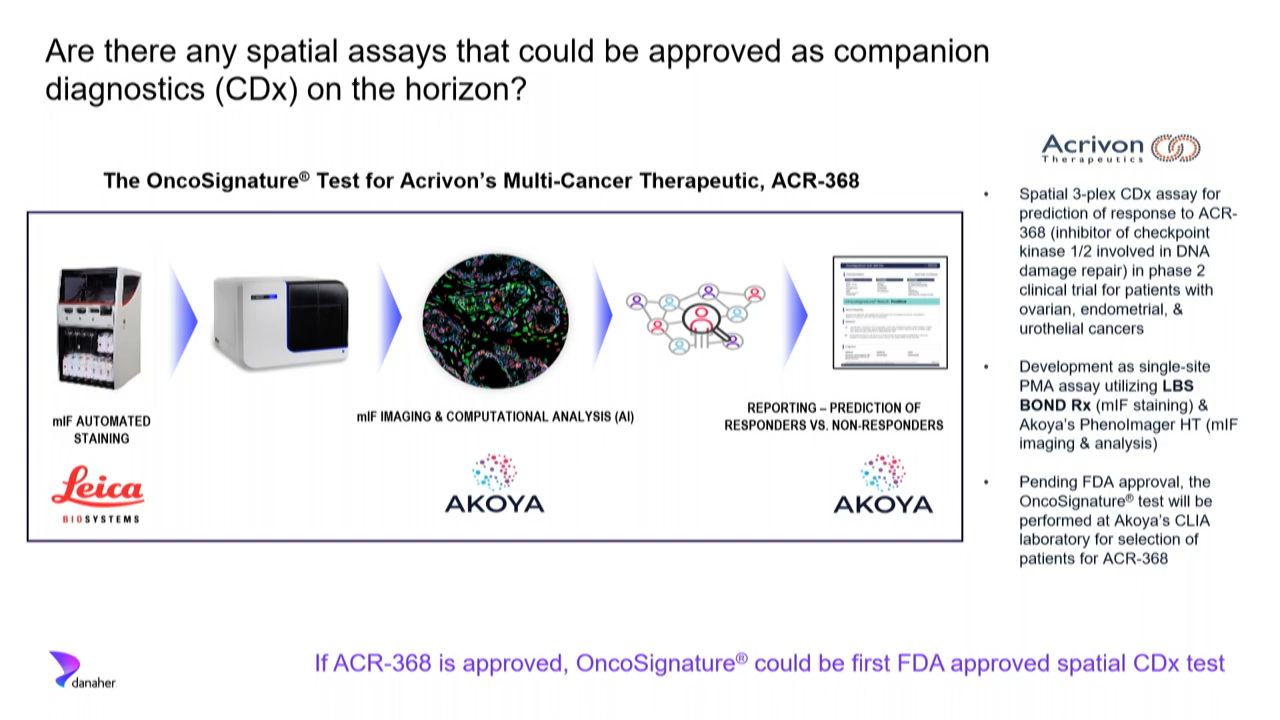 Are there any spatial assays that could be approved as companion
diagnostics (CDx) on the horizon?
The OncoSignature® Test for Acrivon's Multi-Cancer Therapeutic, ACR-368
mIF AUTOMATED
STAINING
Leica
BIOSYSTEMS
mIF IMAGING & COMPUTATIONAL ANALYSIS (AI)
AKOYA
REPORTING – PREDICTION OF
RESPONDERS VS. NON-RESPONDERS
AKOYA
Acrivon
Therapeutics
• Spatial 3-plex CDx assay for
prediction of response to ACR-
368 (inhibitor of checkpoint
kinase 1/2 involved in DNA
damage repair) in phase 2
clinical trial for patients with
ovarian, endometrial, &
urothelial cancers
• Development as single-site
PMA assay utilizing LBS
BOND Rx (mIF staining) &
Akoya's PhenoImager HT (mIF
imaging & analysis)
• Pending FDA approval, the
OncoSignature® test will be
performed at Akoya's CLIA
laboratory for selection of
patients for ACR-368
danaher
If ACR-368 is approved, OncoSignature® could be first FDA approved spatial CDx test